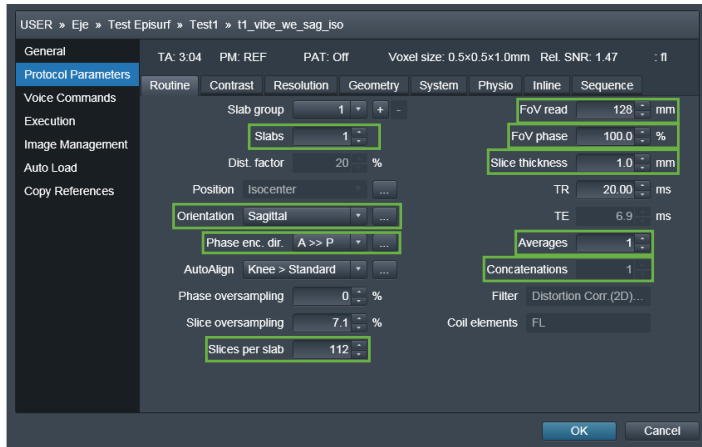 USER » Eje » Test Episurf » Test1 » t1_vibe_we_sag_iso
General
Protocol Parameters
Voice Commands
Execution
Image Management
Auto Load
Copy References
TA: 3:04 PM: REF PAT: Off Voxel size: 0.5×0.5×1.0mm Rel. SNR: 1.47 : fl
Routine Contrast Resolution Geometry System Physio Inline Sequence
Slab group 1 + -
Slabs 1
Dist. factor 20 %
Position Isocenter ...
Orientation Sagittal ...
Phase enc. dir. A >> P ...
AutoAlign Knee > Standard ...
Phase oversampling 0 %
Slice oversampling 7.1 %
Slices per slab 112
FoV read 128 mm
FoV phase 100.0 %
Slice thickness 1.0 mm
TR 20.00 ms
TE 6.9 ms
Averages 1
Concatenations 1
Filter Distortion Corr.(2D)...
Coil elements FL
OK Cancel